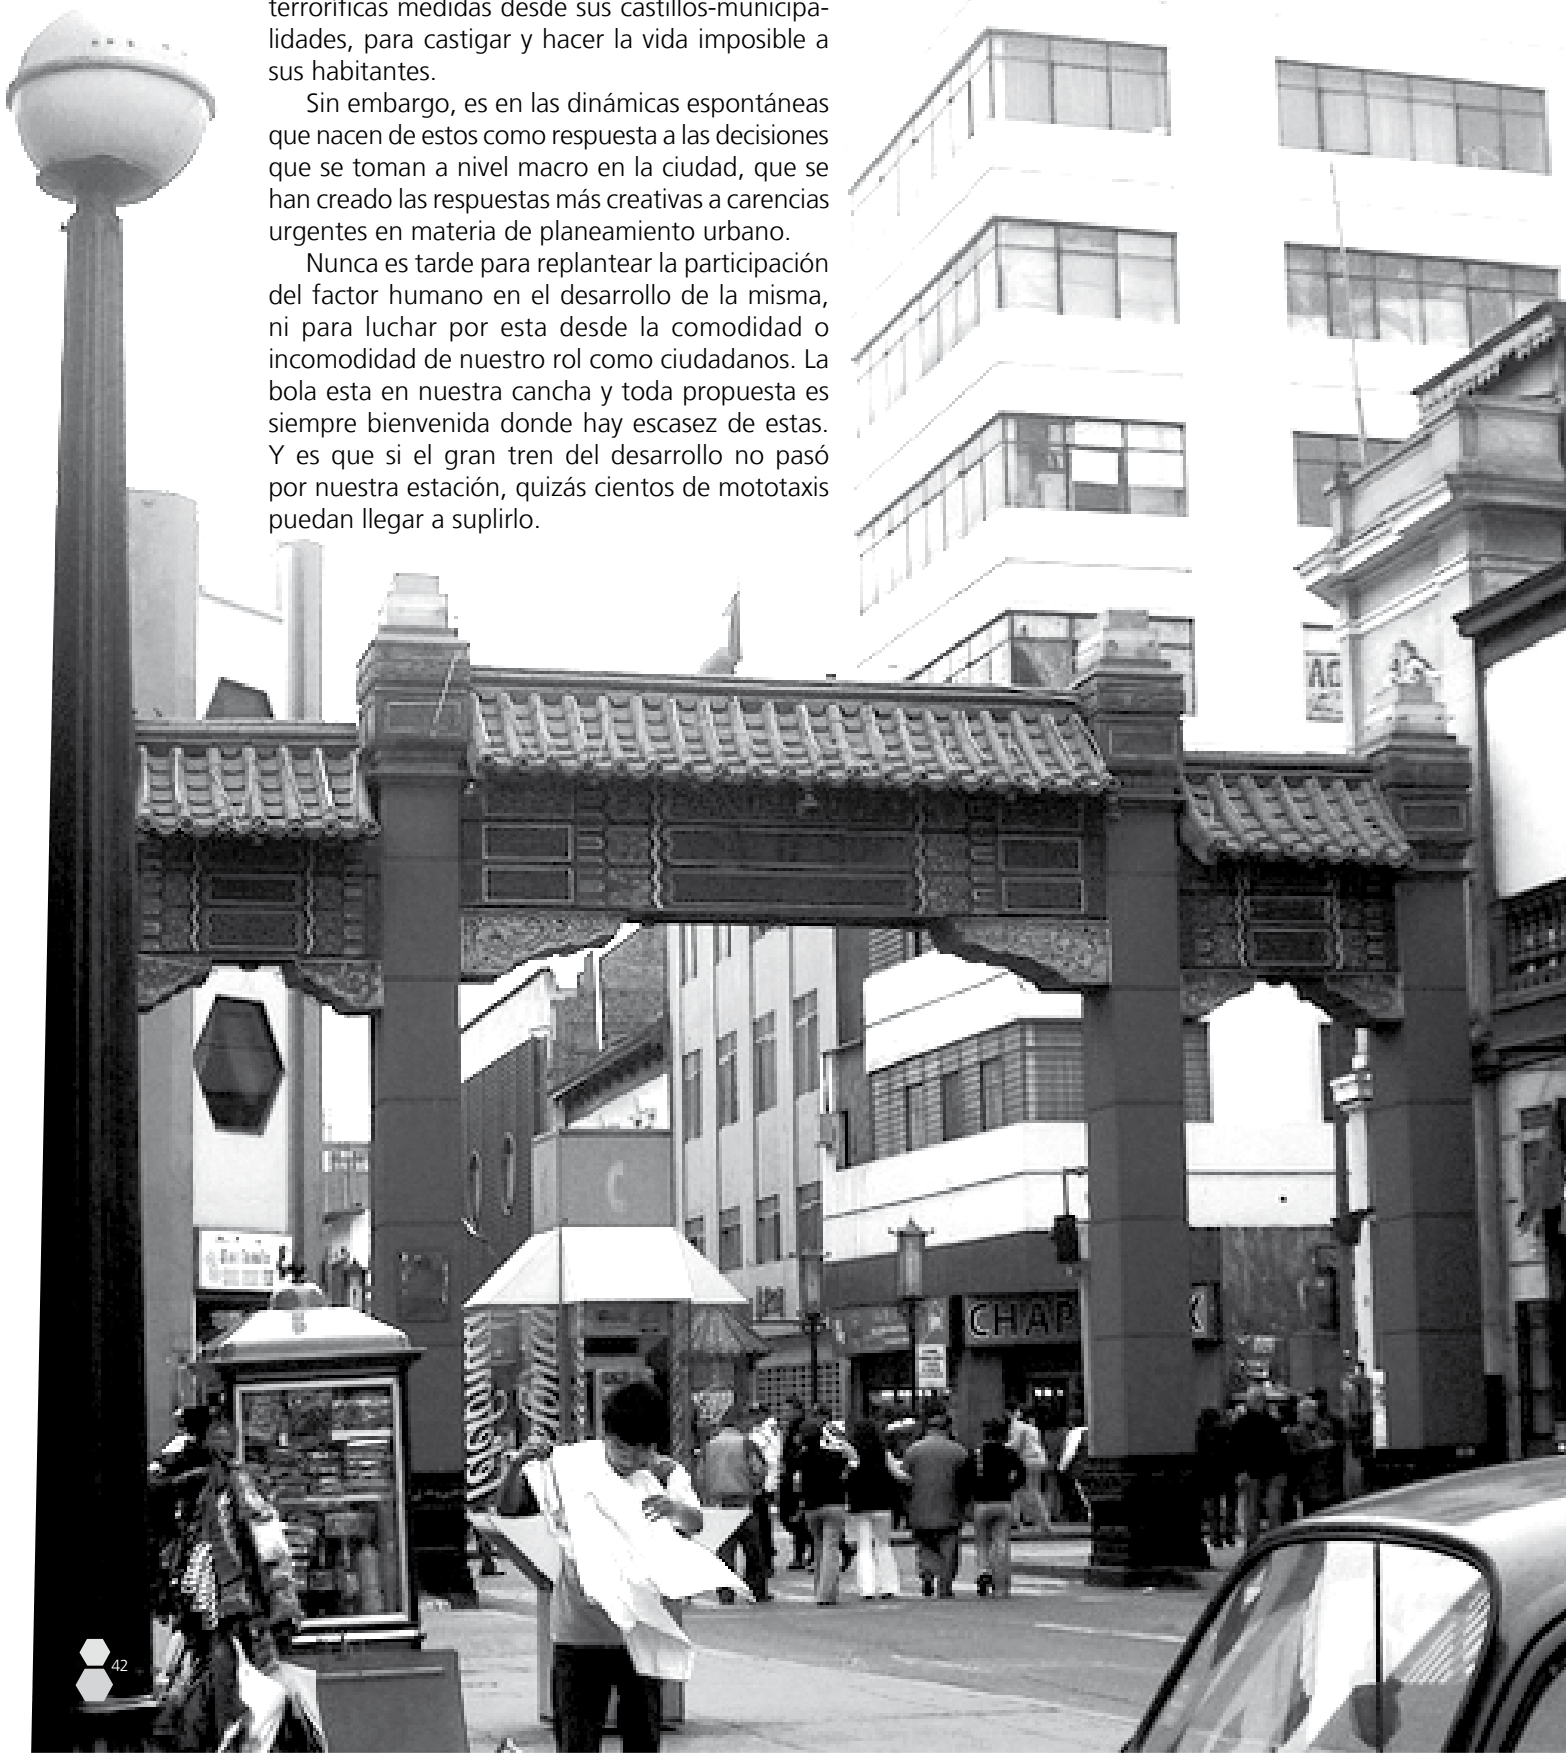 terroríficas medidas desde sus castillos-municipa-
lidades, para castigar y hacer la vida imposible a
sus habitantes.
Sin embargo, es en las dinámicas espontáneas
que nacen de estos como respuesta a las decisiones
que se toman a nivel macro en la ciudad, que se
han creado las respuestas más creativas a carencias
urgentes en materia de planeamiento urbano.
Nunca es tarde para replantear la participación
del factor humano en el desarrollo de la misma,
ni para luchar por esta desde la comodidad o
incomodidad de nuestro rol como ciudadanos. La
bola esta en nuestra cancha y toda propuesta es
siempre bienvenida donde hay escasez de estas.
Y es que si el gran tren del desarrollo no pasó
por nuestra estación, quizás cientos de mototaxis
puedan llegar a suplirlo.
AC
C
CHAP
K
42